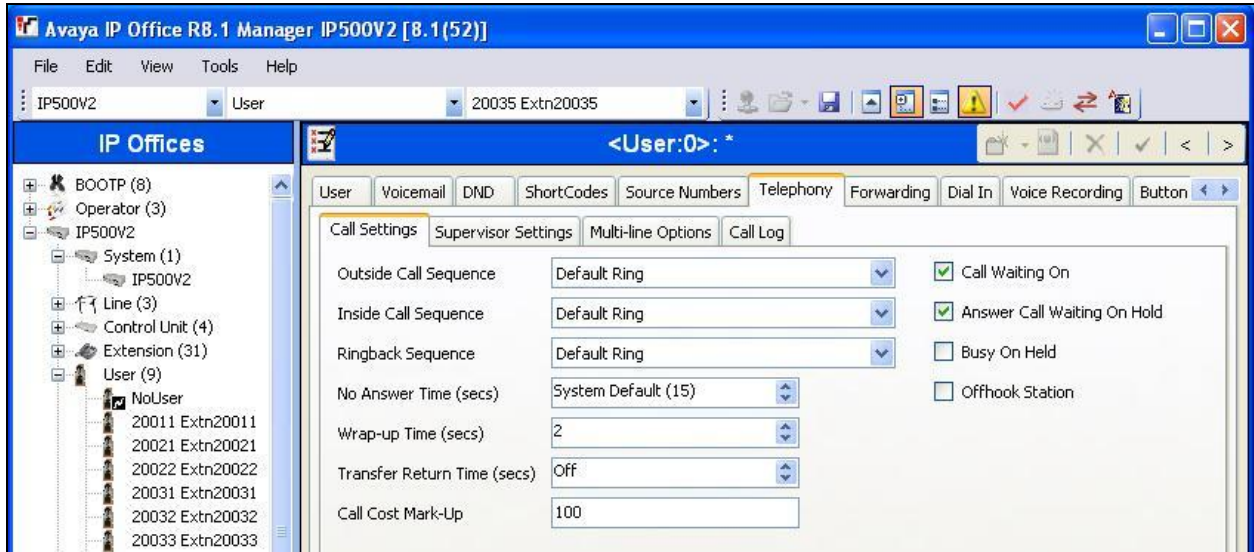 Avaya IP Office R8.1 Manager IP500V2 [8.1(52)]
File Edit View Tools Help
IP500V2 User 20035 Extn20035
IP Offices
<User:0>: *
BOOTP (8)
Operator (3)
IP500V2
System (1)
IP500V2
Line (3)
Control Unit (4)
Extension (31)
User (9)
NoUser
20011 Extn20011
20021 Extn20021
20022 Extn20022
20031 Extn20031
20032 Extn20032
20033 Extn20033
User Voicemail DND ShortCodes Source Numbers Telephony Forwarding Dial In Voice Recording Button
Call Settings Supervisor Settings Multi-line Options Call Log
Outside Call Sequence Default Ring Call Waiting On
Inside Call Sequence Default Ring Answer Call Waiting On Hold
Ringback Sequence Default Ring Busy On Held
No Answer Time (secs) System Default (15) Offhook Station
Wrap-up Time (secs) 2
Transfer Return Time (secs) Off
Call Cost Mark-Up 100